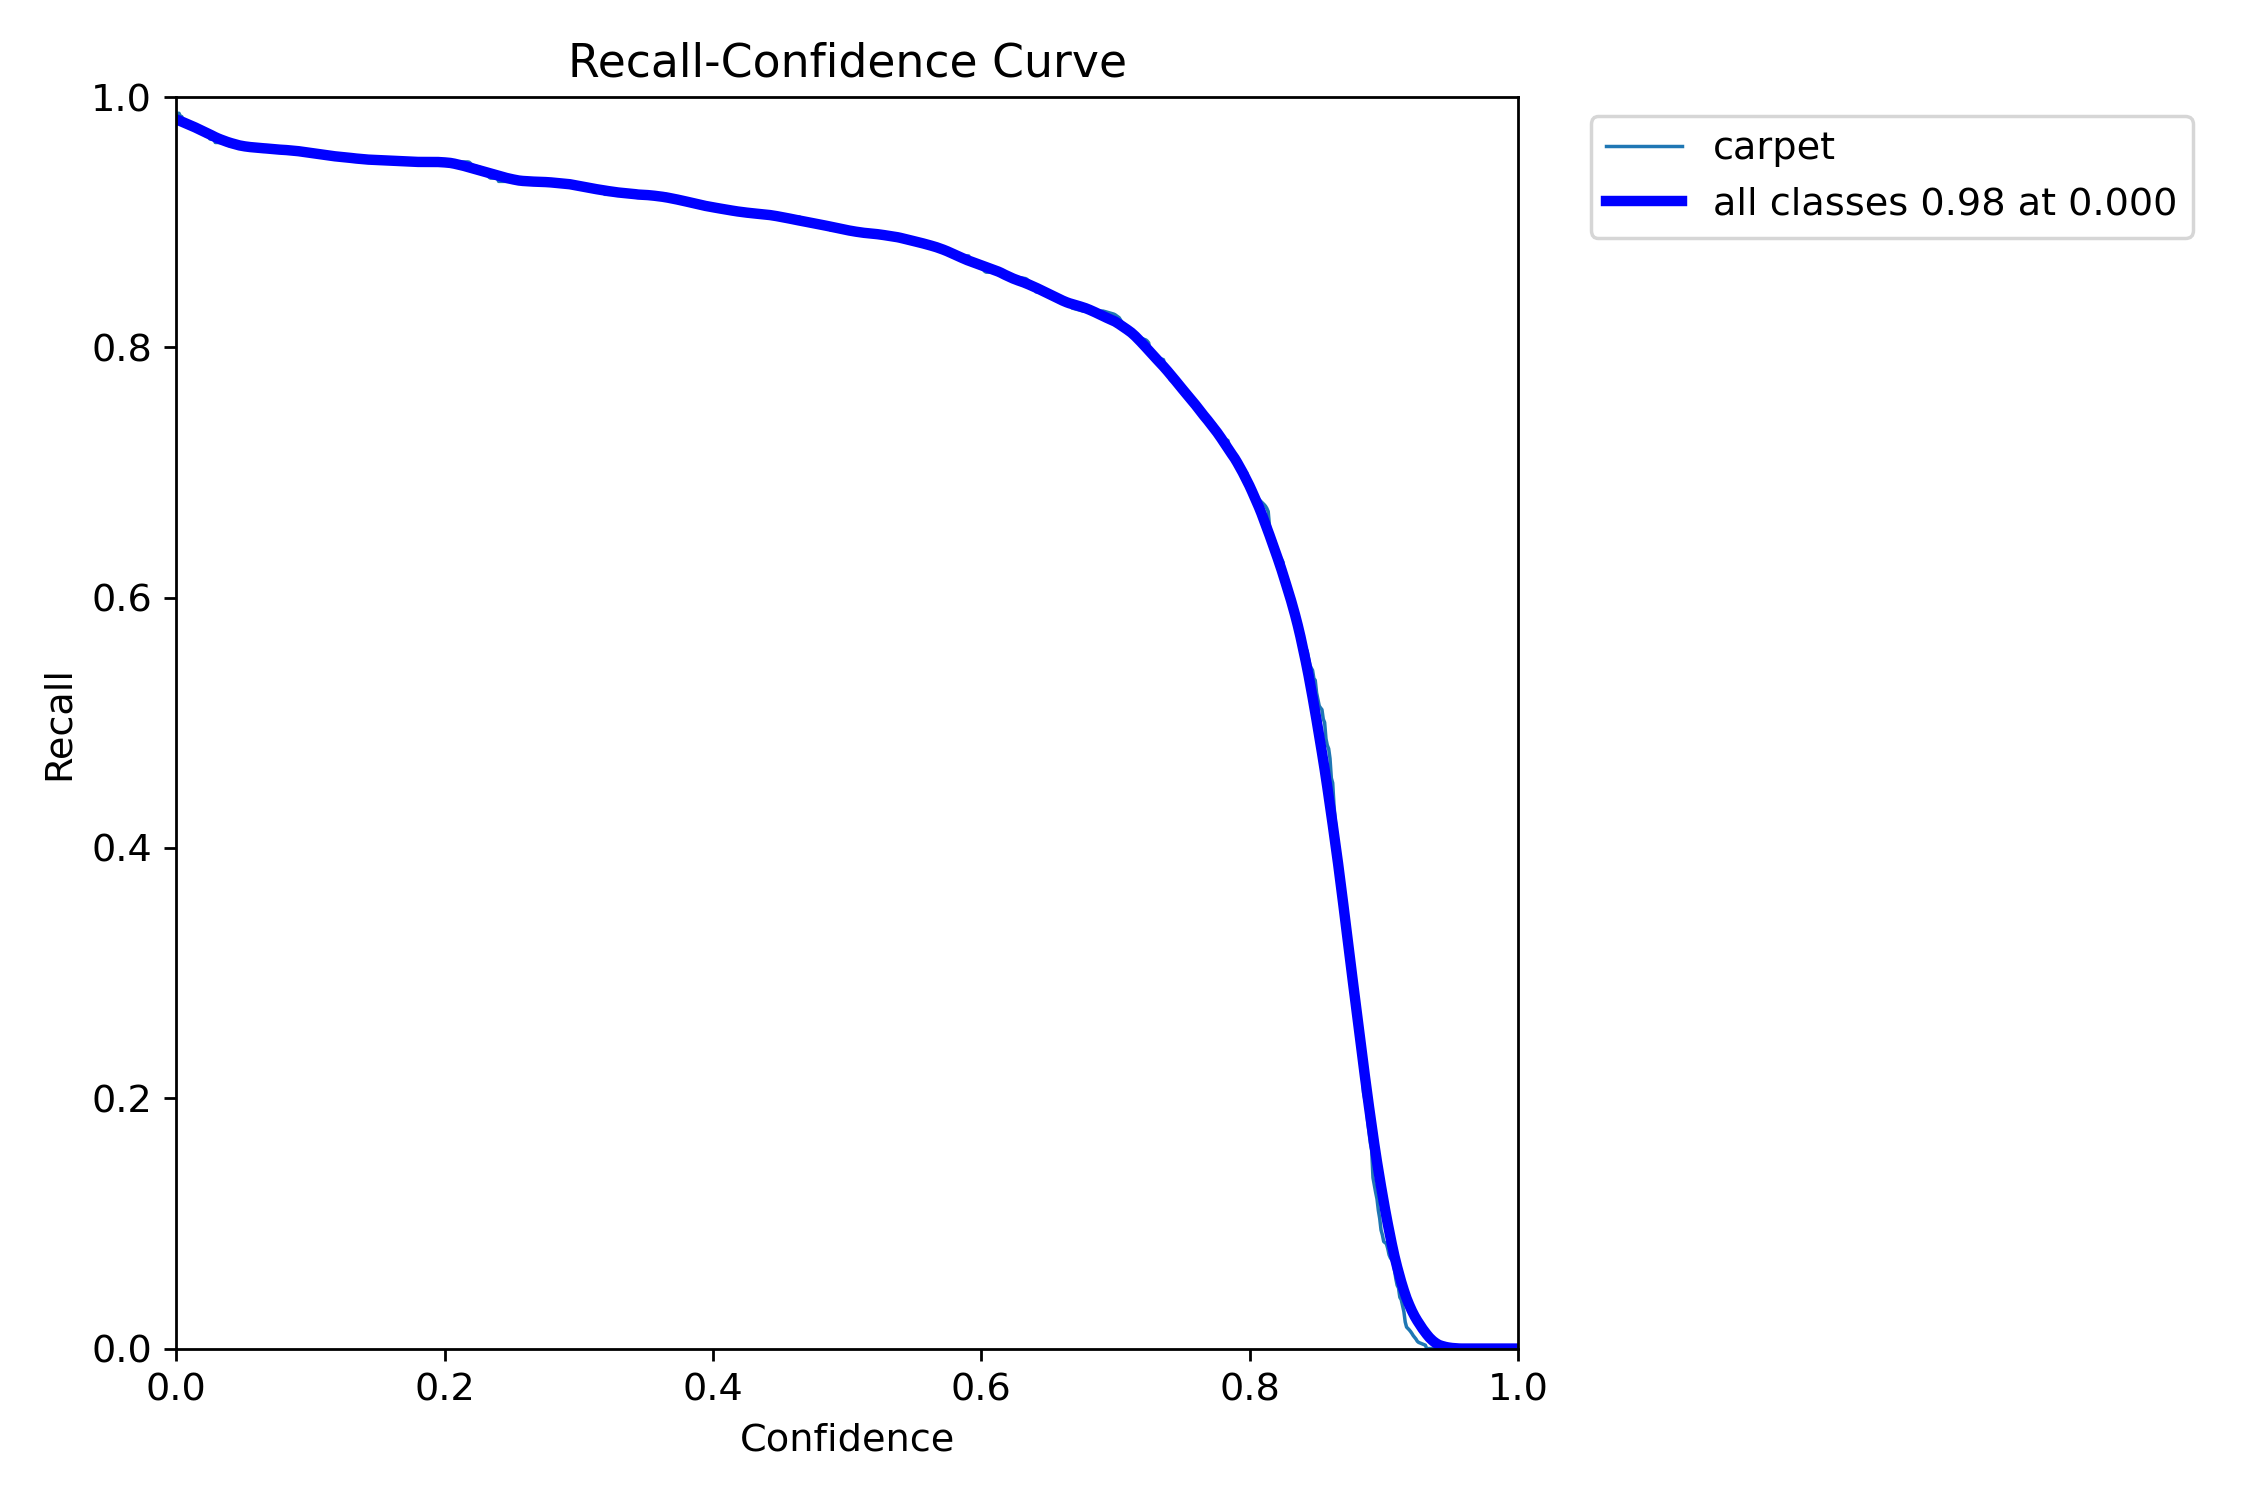 Recall-Confidence Curve
1.0
0.8
0.6
0.4
0.2
0.0
Recall
0.0 0.2 0.4 0.6 0.8 1.0
Confidence
carpet
all classes 0.98 at 0.000